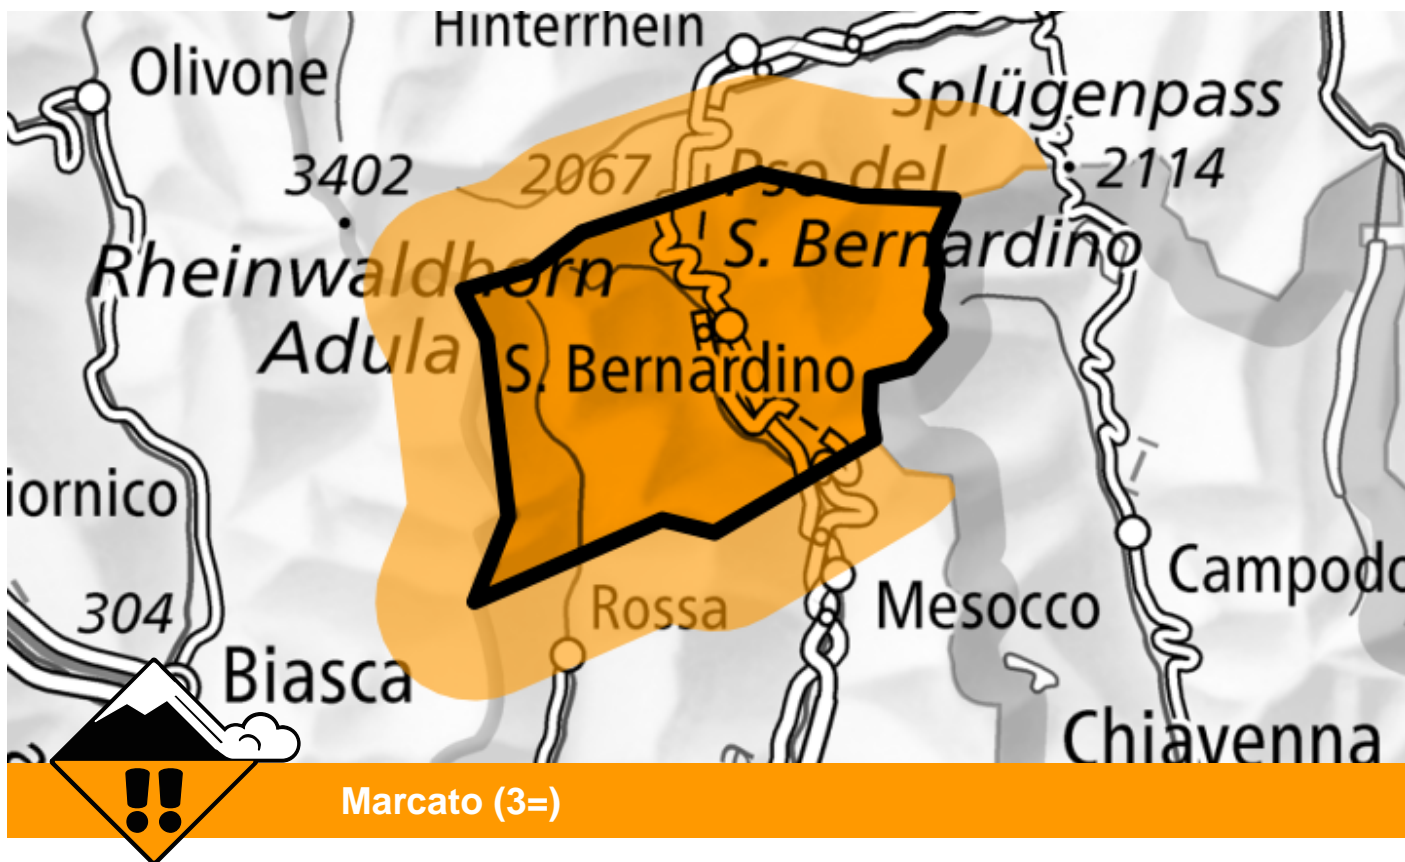 Hinterrhein
Olivone
Splügenpass
3402
2067
Pso del
2114
S. Bernardino
Rheinwaldhorn
Adula
S. Bernardino
iornico
Campodo
304
Rossa
Mesocco
Biasca
Chiavenna
Marcato (3=)